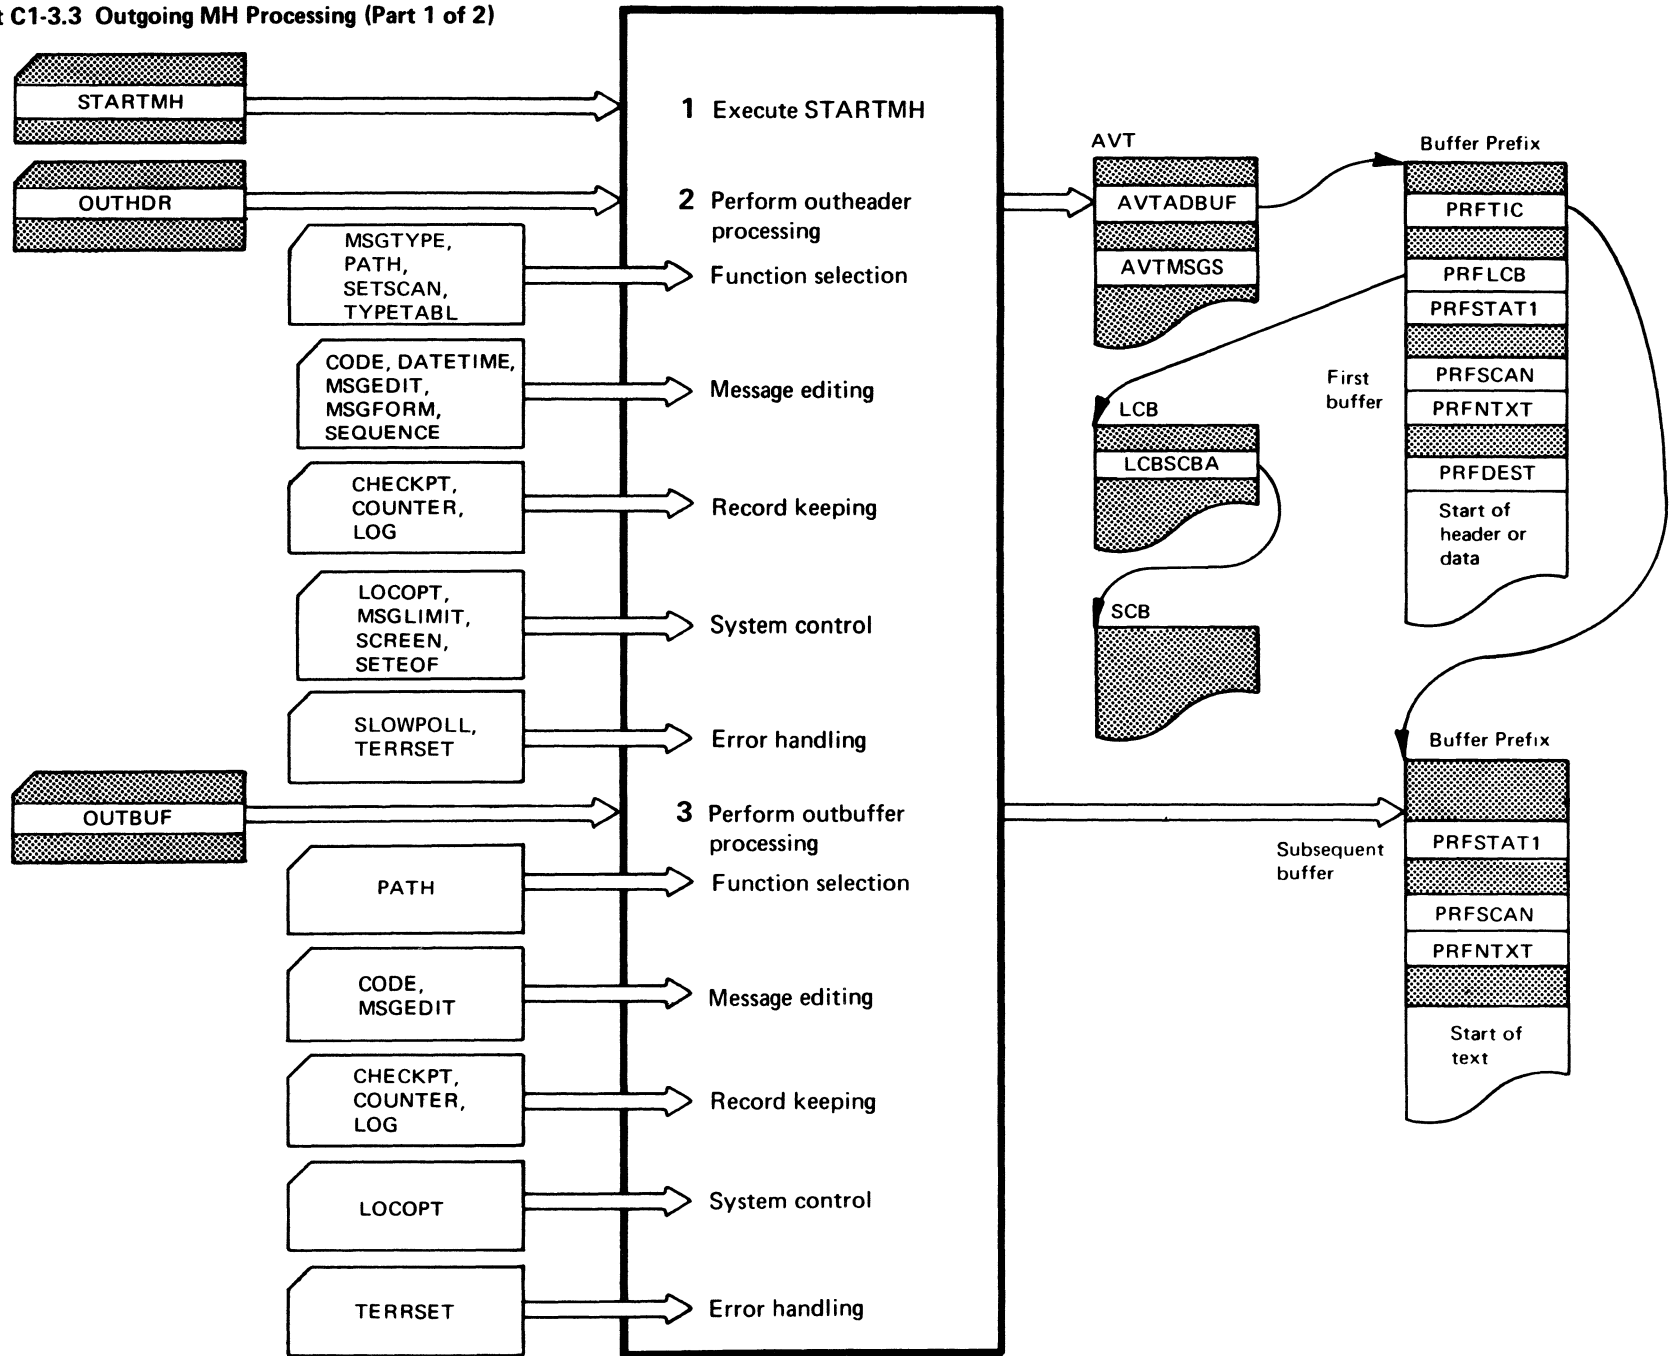 t C1-3.3 Outgoing MH Processing (Part 1 of 2)
STARTMH
1 Execute STARTMH
OUTHDR
2 Perform outheader
processing
MSGTYPE,
PATH,
SETSCAN,
TYPETABL
Function selection
CODE, DATETIME,
MSGEDIT,
MSGFORM,
SEQUENCE
Message editing
CHECKPT,
COUNTER,
LOG
Record keeping
LOCOPT,
MSGLIMIT,
SCREEN,
SETEOF
System control
SLOWPOLL,
TERRSET
Error handling
OUTBUF
3 Perform outbuffer
processing
PATH
Function selection
CODE,
MSGEDIT
Message editing
CHECKPT,
COUNTER,
LOG
Record keeping
LOCOPT
System control
TERRSET
Error handling
AVT
AVTADBUF
AVTMSGS
LCB
LCBSCBA
SCB
Buffer Prefix
PRFTIC
PRFLCB
PRFSTAT1
PRFSCAN
PRFNTXT
PRFDEST
Start of
header or
data
First
buffer
Buffer Prefix
PRFSTAT1
PRFSCAN
PRFNTXT
Start of
text
Subsequent
buffer